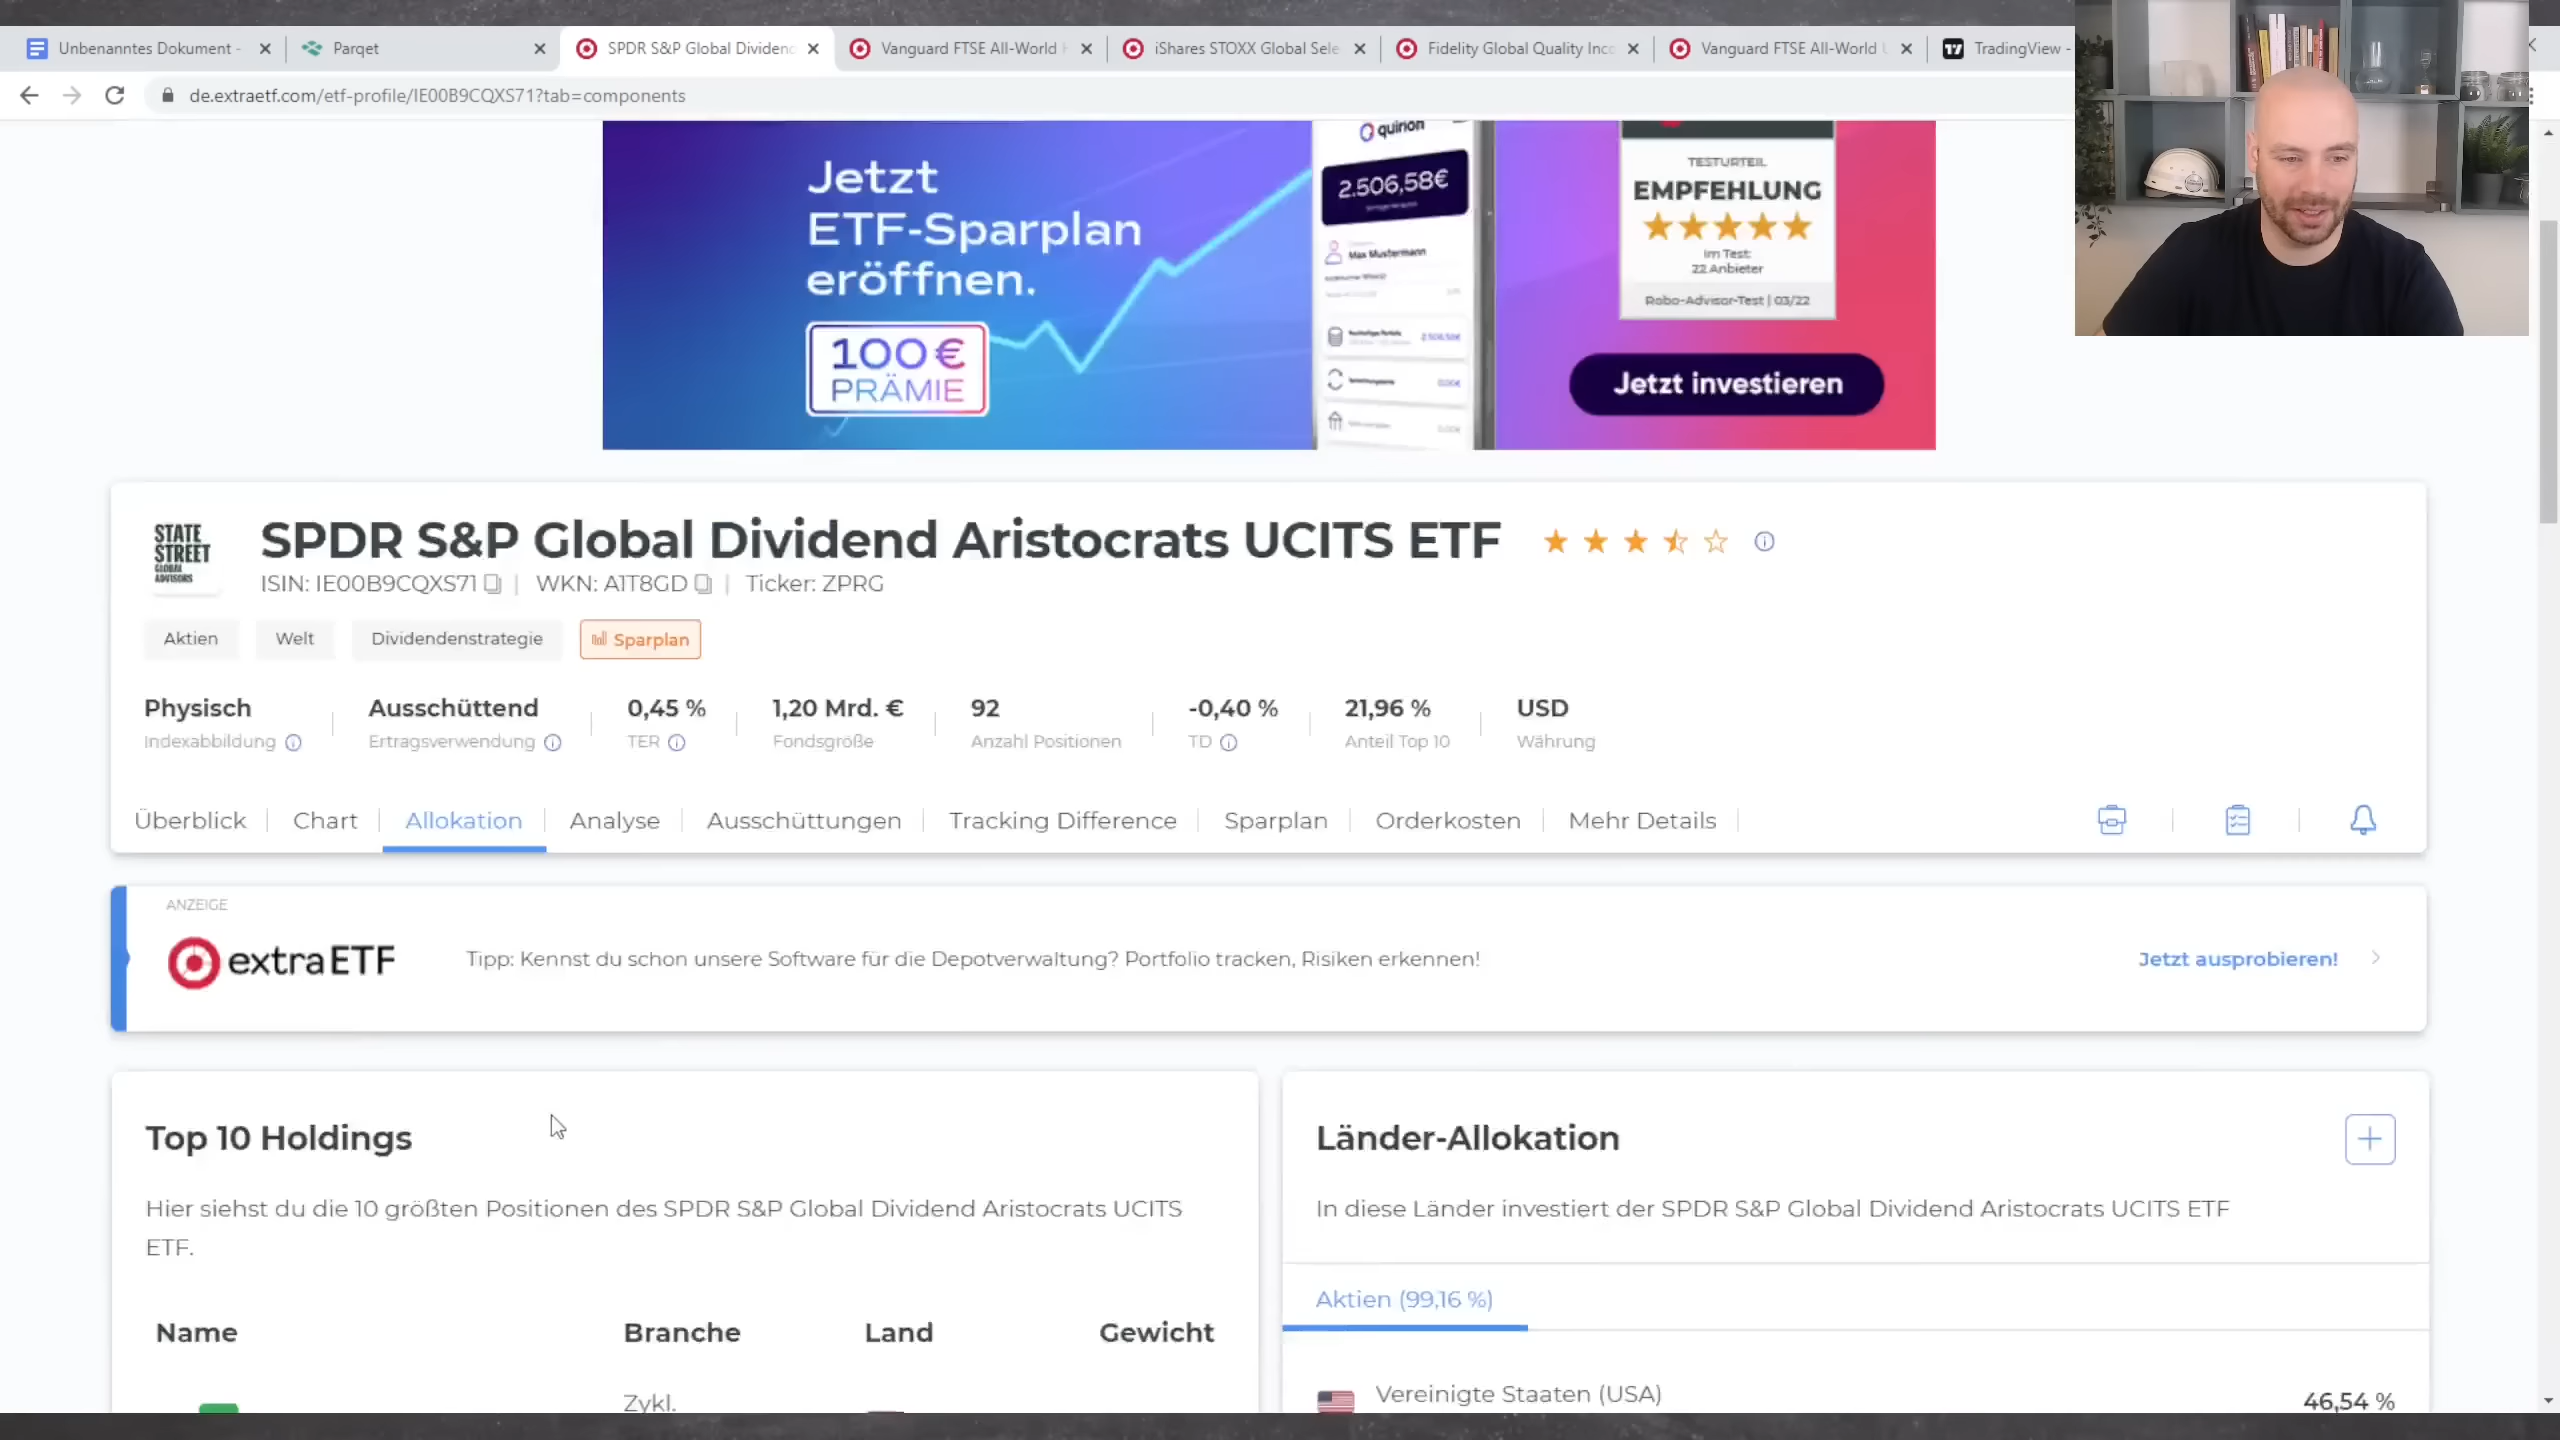 Unbenanntes Dokument -
Parqet
SPDR S&P Global Dividend
Vanguard FTSE All-World
iShares STOXX Global Sele
Fidelity Global Quality Inc
Vanguard FTSE All-World
TradingView -
de.extraetf.com/etf-profile/IE00B9CQXS71?tab=components
Jetzt
ETF-Sparplan
eröffnen.
100 €
PRÄMIE
quirion
2.506,58€
Max Mustermann
TESTURTEIL
EMPFEHLUNG
Im Test:
22 Anbieter
Robo-Advisor-Test | 03/22
Jetzt investieren
STATE
STREET
GLOBAL
ADVISORS
SPDR S&P Global Dividend Aristocrats UCITS ETF
ISIN: IE00B9CQXS71 | WKN: A1T8GD | Ticker: ZPRG
Aktien
Welt
Dividendenstrategie
Sparplan
Physisch
Indexabbildung
Ausschüttend
Ertragsverwendung
0,45 %
TER
1,20 Mrd. €
Fondsgröße
92
Anzahl Positionen
-0,40 %
TD
21,96 %
Anteil Top 10
USD
Währung
Überblick
Chart
Allokation
Analyse
Ausschüttungen
Tracking Difference
Sparplan
Orderkosten
Mehr Details
ANZEIGE
extraETF
Tipp: Kennst du schon unsere Software für die Depotverwaltung? Portfolio tracken, Risiken erkennen!
Jetzt ausprobieren!
Top 10 Holdings
Hier siehst du die 10 größten Positionen des SPDR S&P Global Dividend Aristocrats UCITS
ETF.
Name
Branche
Land
Gewicht
Zykl.
Länder-Allokation
In diese Länder investiert der SPDR S&P Global Dividend Aristocrats UCITS ETF
Aktien (99,16 %)
Vereinigte Staaten (USA)
46,54 %